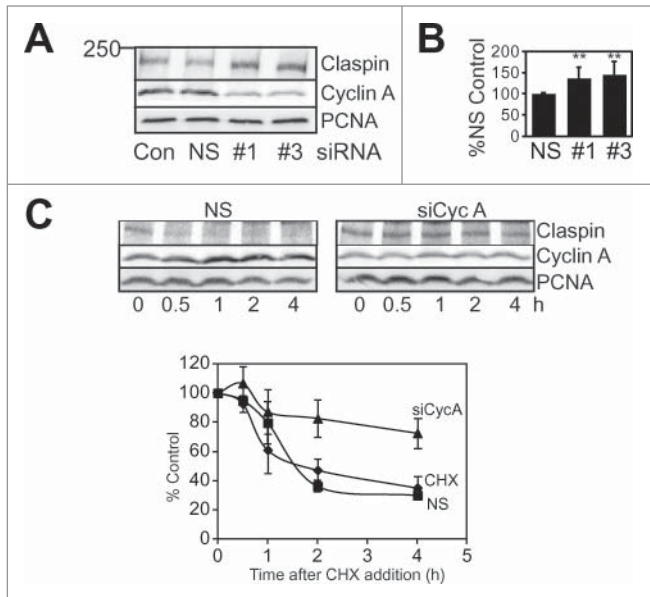 A
250
Claspin
Cyclin A
PCNA
Con NS #1 #3 siRNA
B
%NS Control
200
150
100
50
0
** **
NS #1 #3
C
NS siCyc A
Claspin
Cyclin A
PCNA
0 0.5 1 2 4 0 0.5 1 2 4 h
% Control
120
100
80
60
40
20
0
siCycA
CHX
NS
0 1 2 3 4 5
Time after CHX addition (h)